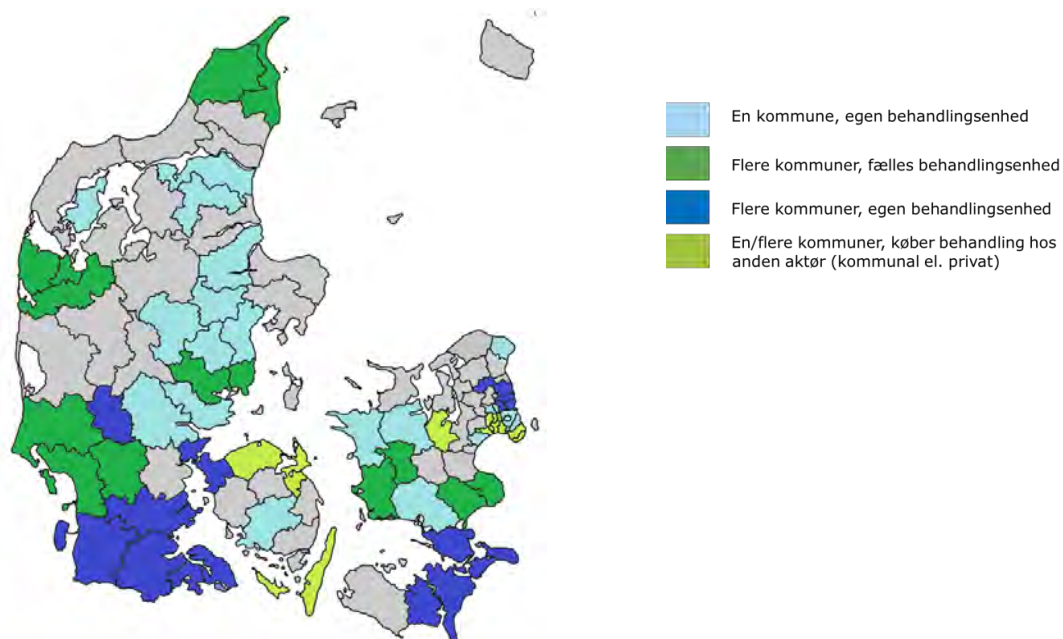 En kommune, egen behandlingsenhed
Flere kommuner, fælles behandlingsenhed
Flere kommuner, egen behandlingsenhed
En/flere kommuner, køber behandling hos
anden aktør (kommunal el. privat)